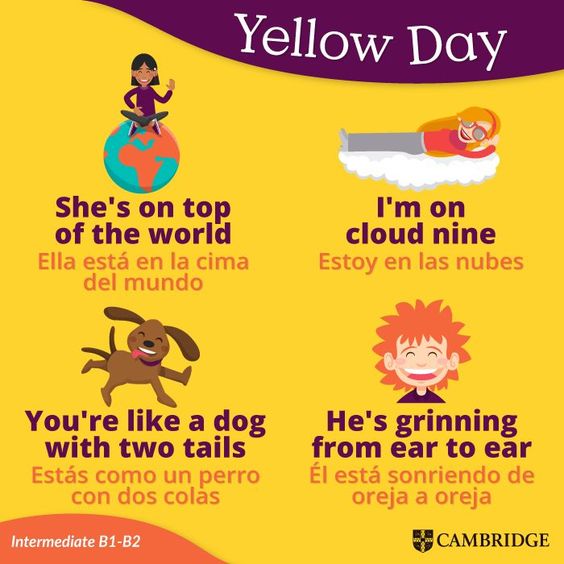 Yellow Day
She's on top
of the world
Ella está en la cima
del mundo
I'm on
cloud nine
Estoy en las nubes
You're like a dog
with two tails
Estás como un perro
con dos colas
He's grinning
from ear to ear
Él está sonriendo de
oreja a oreja
Intermediate B1-B2
CAMBRIDGE